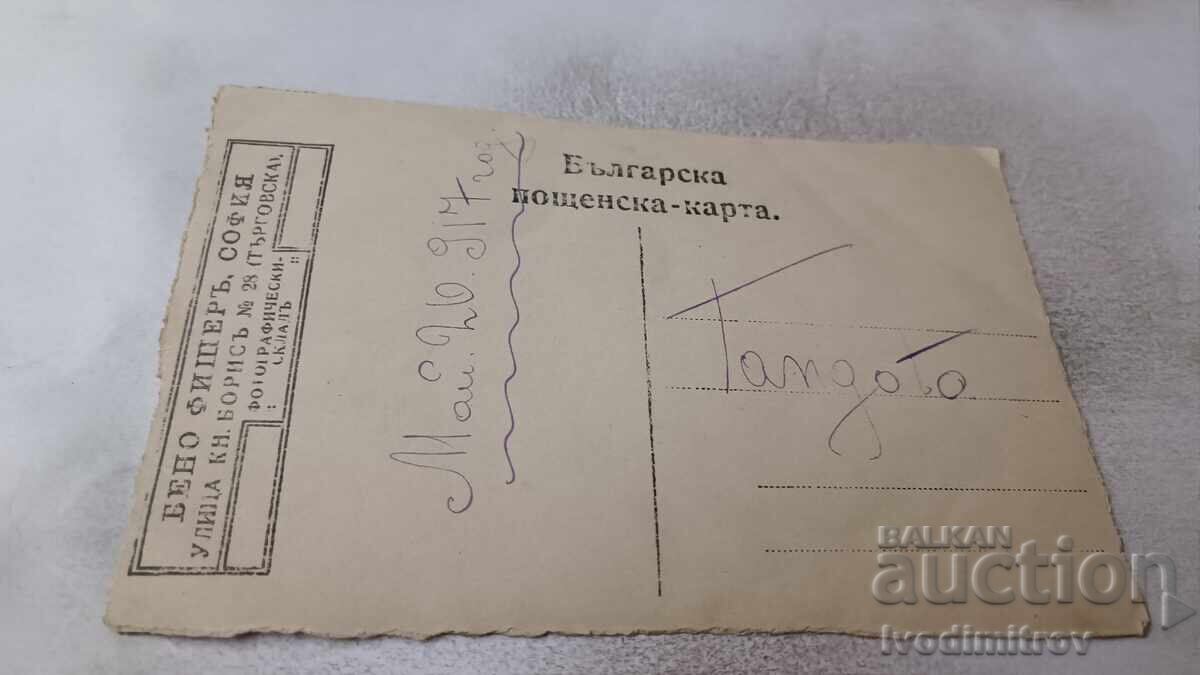 БЕНО ФИШЕРЪ, СОФИЯ
УЛИЦА КН. БОРИСЪ № 28 (ТЪРГОВСКА),
ФОТОГРАФИЧЕСКИ-
:: СКЛАДЪ ::
Май. 26. 917 год
Българска
пощенска-карта.
BALKAN
auction
Ivodimitrov